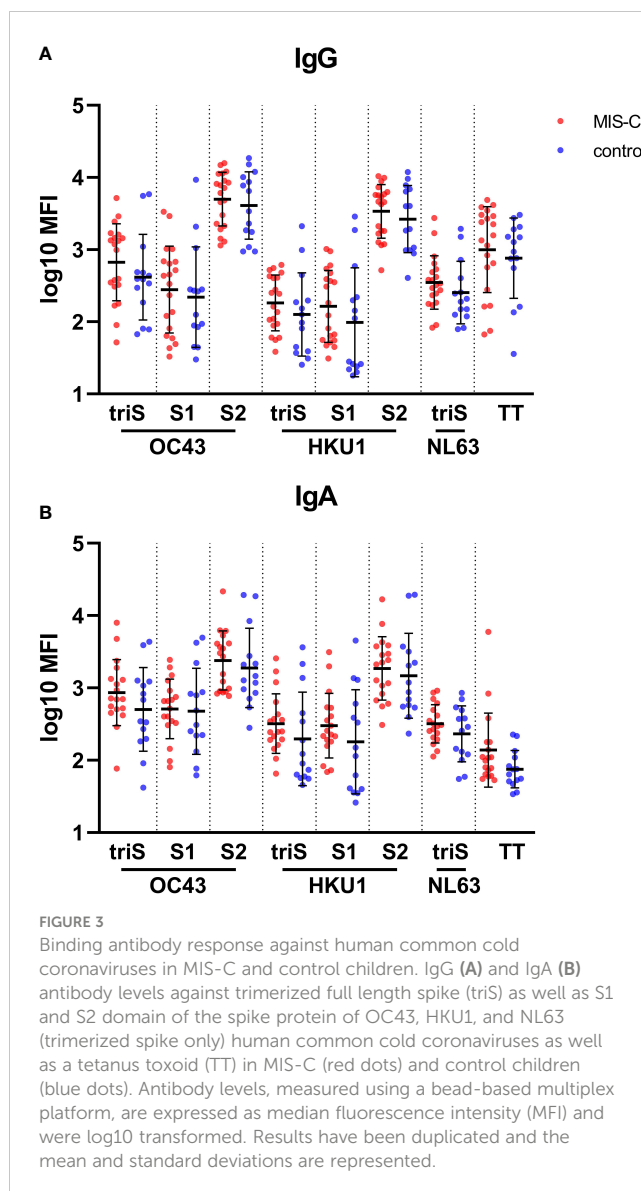 A
IgG
5
4
3
2
1
log10 MFI
MIS-C
control
triS S1 S2 triS S1 S2 triS TT
OC43 HKU1 NL63
IgA
B
5
4
3
2
1
log10 MFI
triS S1 S2 triS S1 S2 triS TT
OC43 HKU1 NL63
FIGURE 3
Binding antibody response against human common cold
coronaviruses in MIS-C and control children. IgG (A) and IgA (B)
antibody levels against trimerized full length spike (triS) as well as S1
and S2 domain of the spike protein of OC43, HKU1, and NL63
(trimerized spike only) human common cold coronaviruses as well
as a tetanus toxoid (TT) in MIS-C (red dots) and control children
(blue dots). Antibody levels, measured using a bead-based multiplex
platform, are expressed as median fluorescence intensity (MFI) and
were log10 transformed. Results have been duplicated and the
mean and standard deviations are represented.